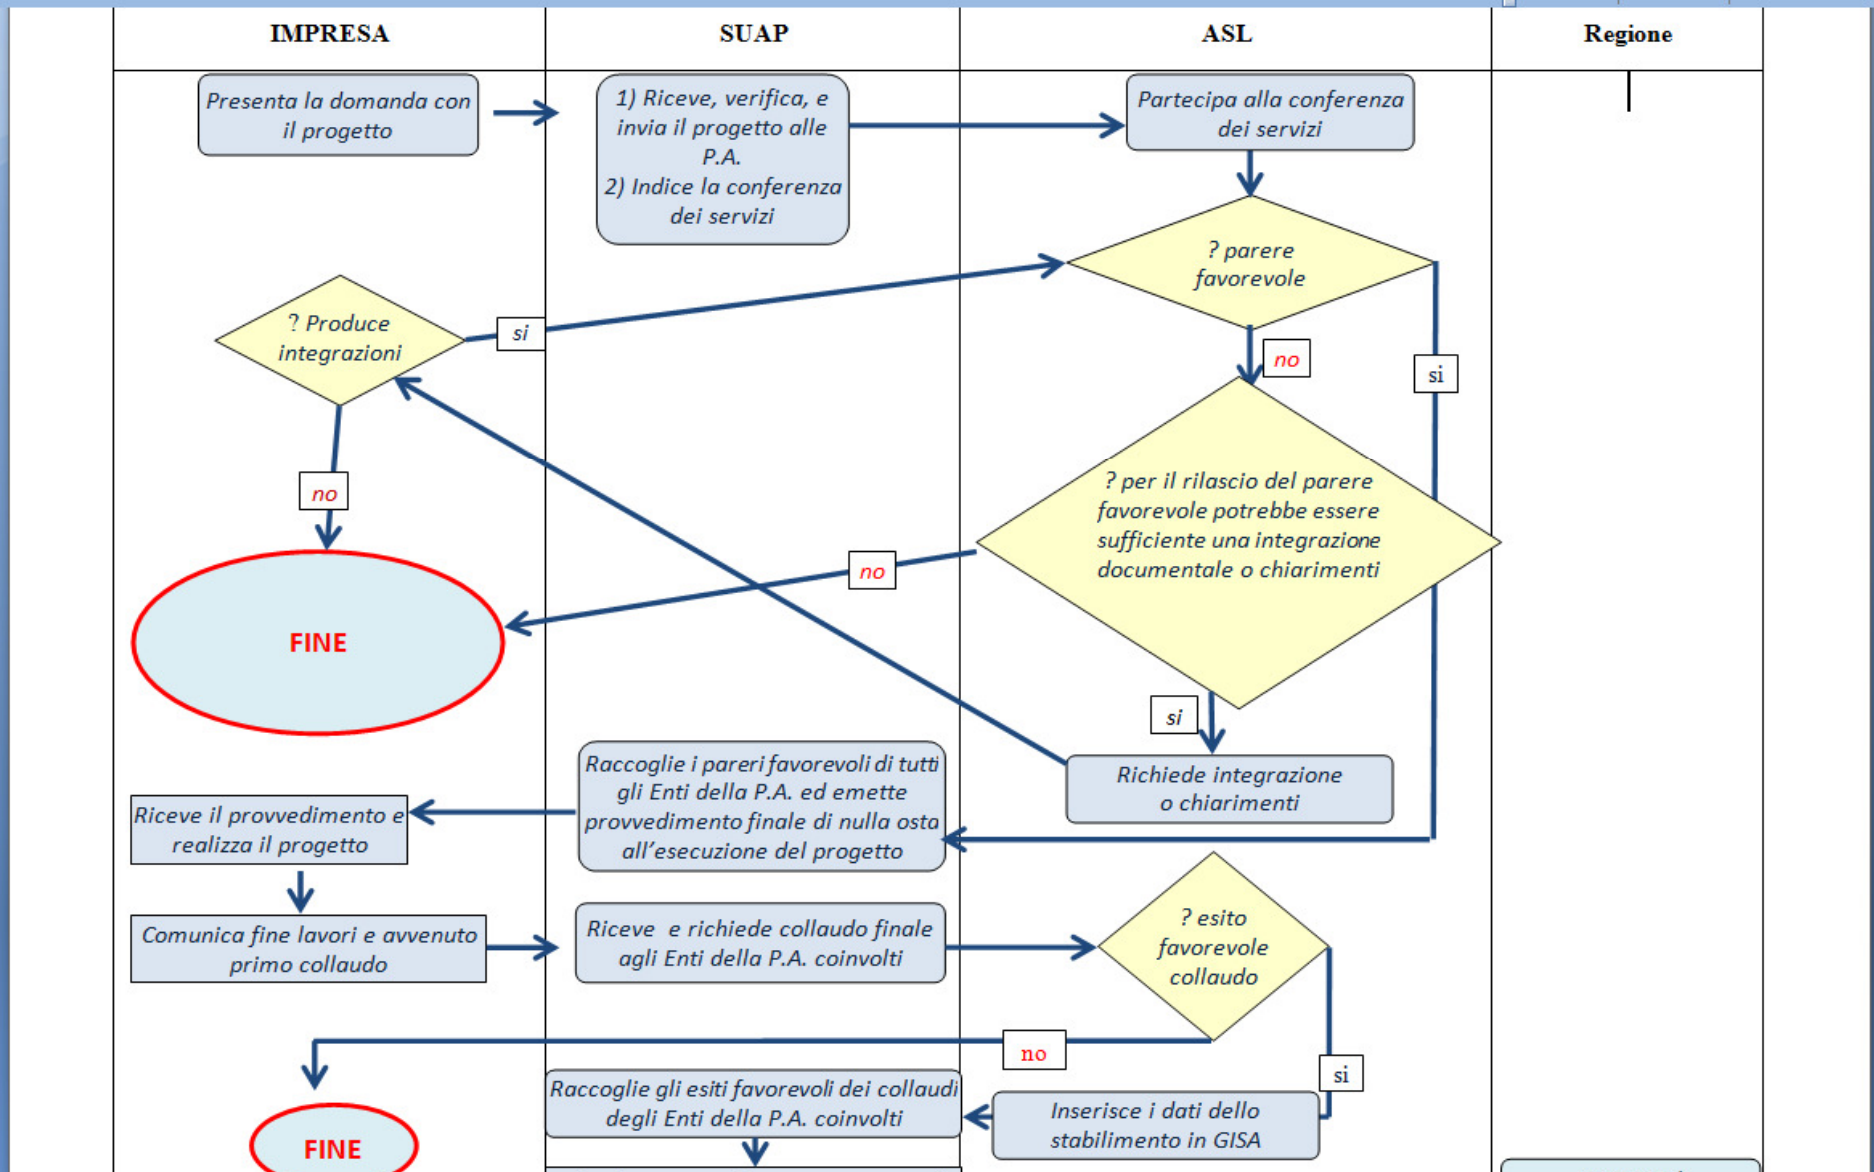 IMPRESA
SUAP
ASL
Regione
Presenta la domanda con
il progetto
1) Riceve, verifica, e
invia il progetto alle
P.A.
2) Indice la conferenza
dei servizi
Partecipa alla conferenza
dei servizi
? parere
favorevole
? Produce
integrazioni
si
no
si
no
? per il rilascio del parere
favorevole potrebbe essere
sufficiente una integrazione
documentale o chiarimenti
no
FINE
si
Raccoglie i pareri favorevoli di tutti
gli Enti della P.A. ed emette
provvedimento finale di nulla osta
all'esecuzione del progetto
Richiede integrazione
o chiarimenti
Riceve il provvedimento e
realizza il progetto
Comunica fine lavori e avvenuto
primo collaudo
Riceve e richiede collaudo finale
agli Enti della P.A. coinvolti
? esito
favorevole
collaudo
no
si
Raccoglie gli esiti favorevoli dei collaudi
degli Enti della P.A. coinvolti
Inserisce i dati dello
stabilimento in GISA
FINE